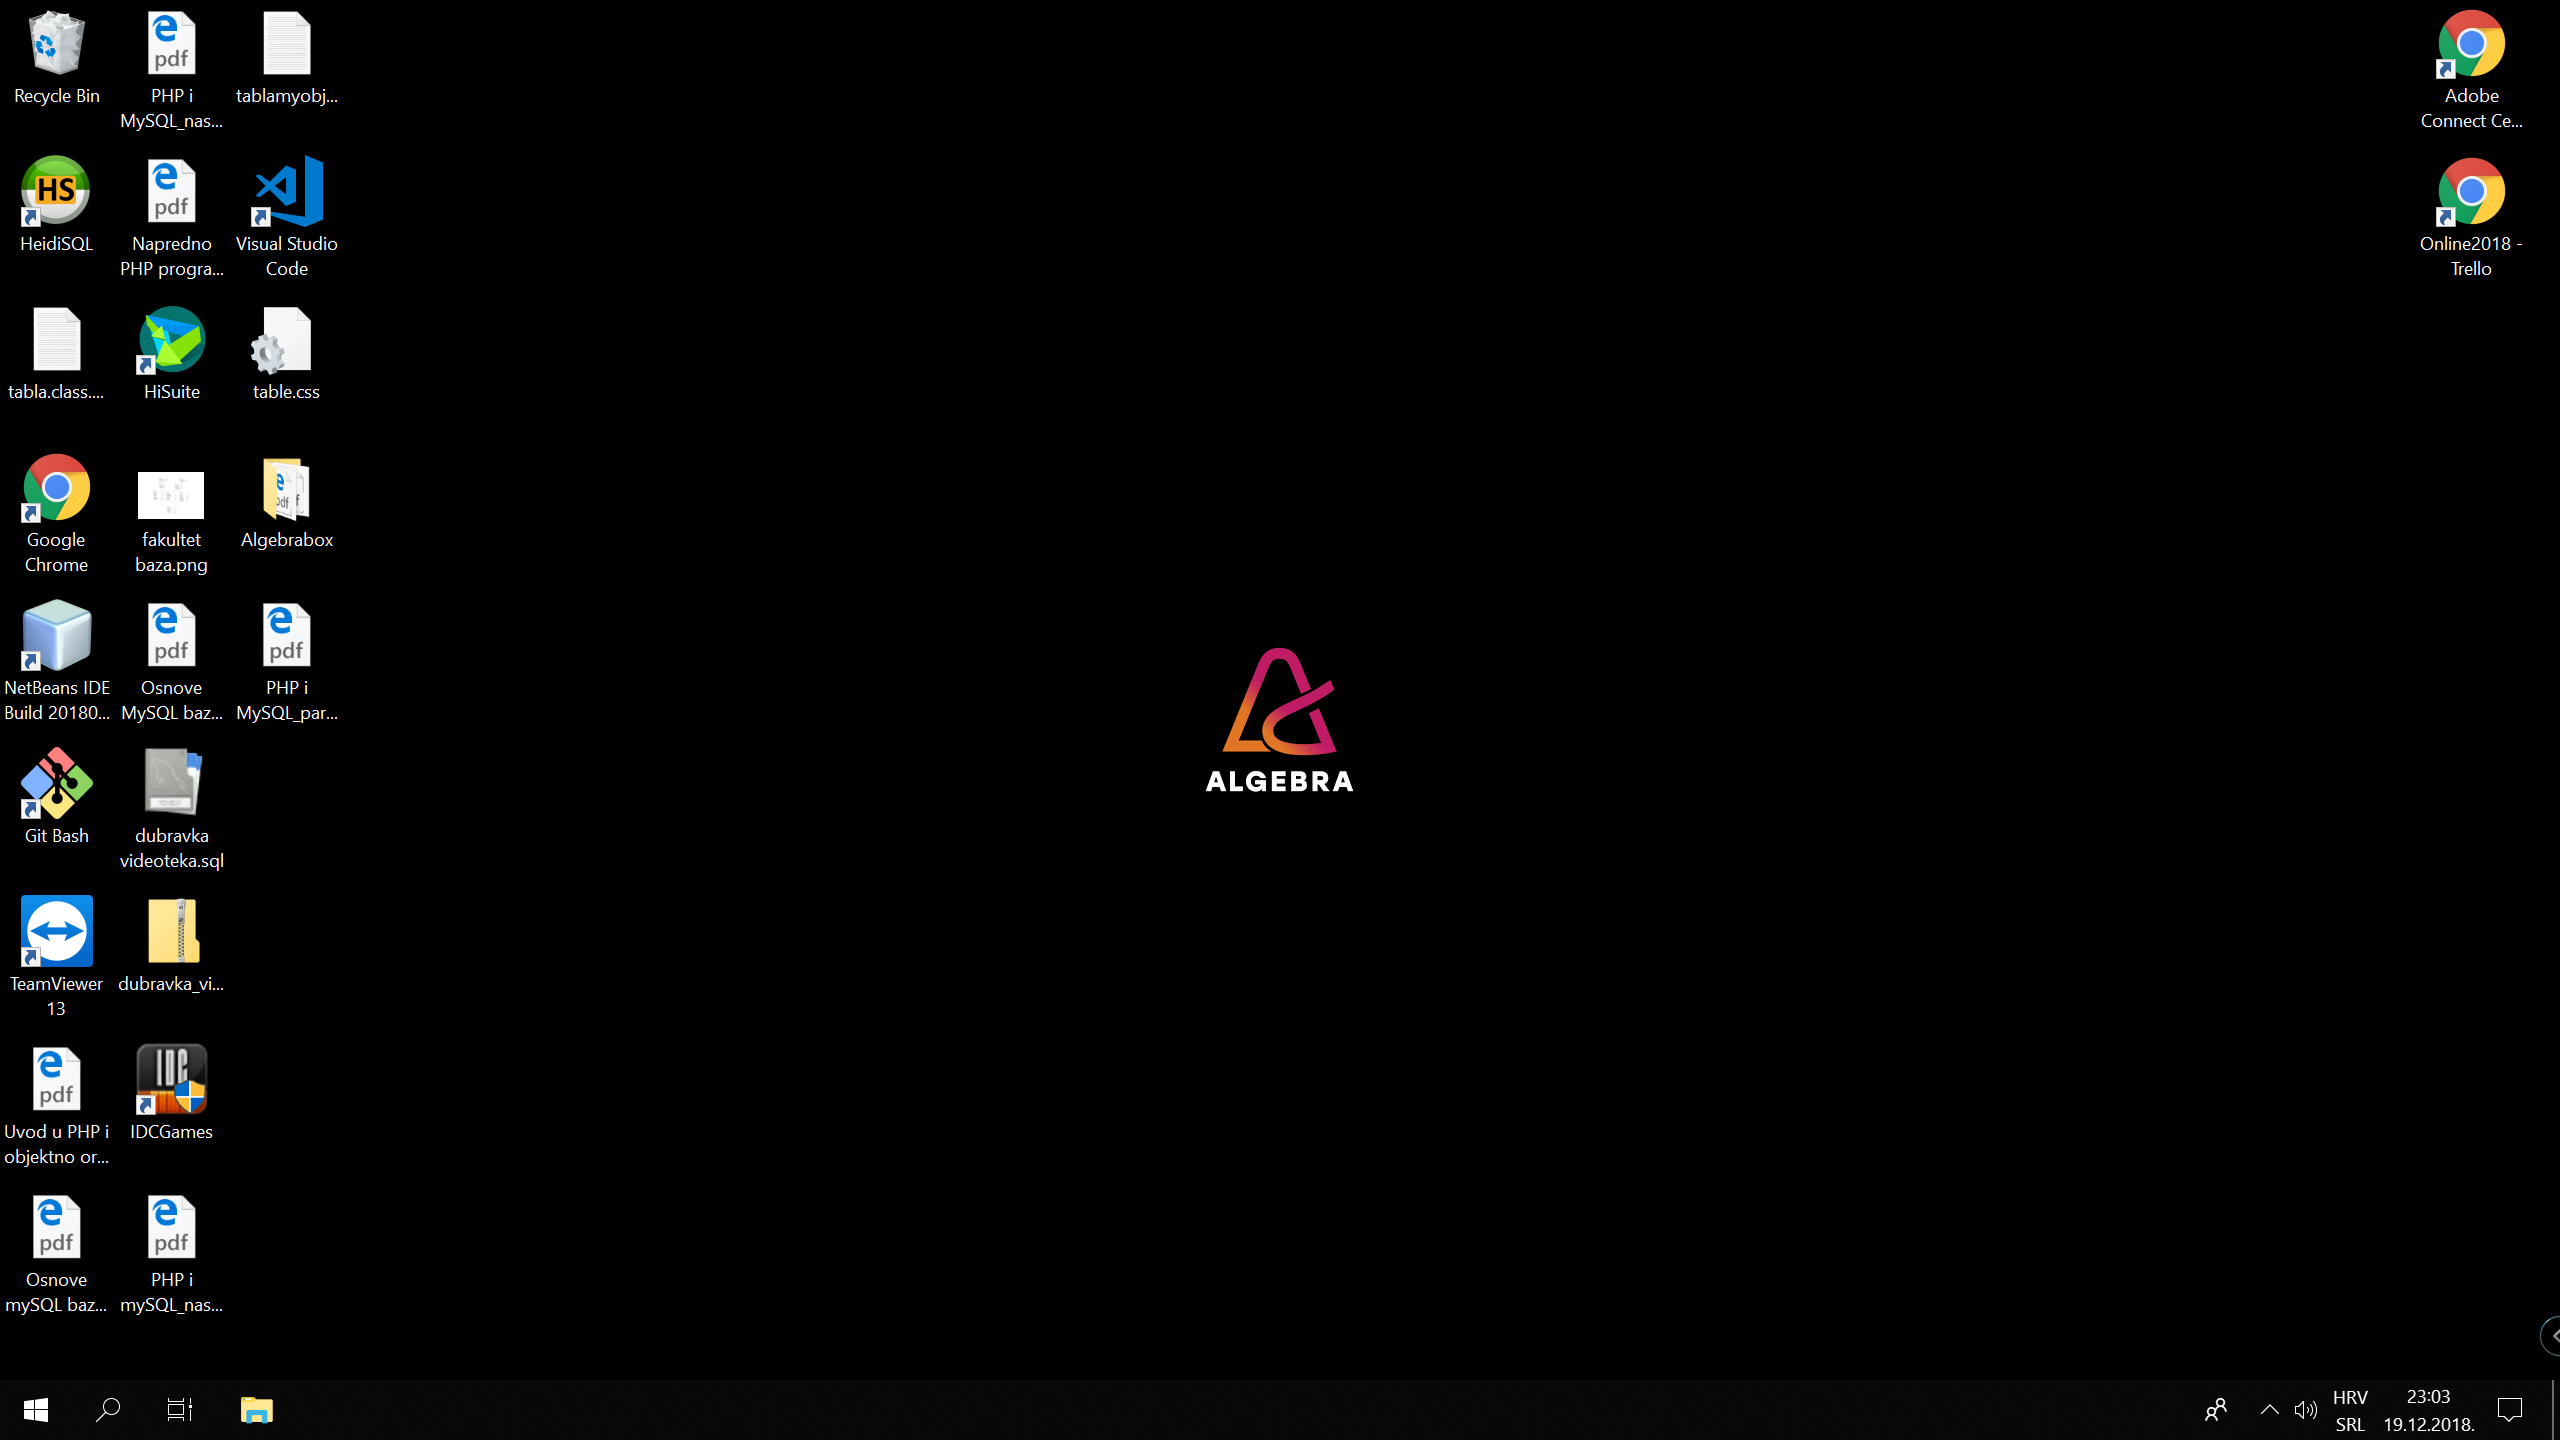 Recycle Bin
PHP i
MySQL_nas...
tablamyobj...
Adobe
Connect Ce...
HeidiSQL
Napredno
PHP progra...
Visual Studio
Code
Online2018 -
Trello
tabla.class....
HiSuite
table.css
Google
Chrome
fakultet
baza.png
Algebrabox
NetBeans IDE
Build 20180...
Osnove
MySQL baz...
PHP i
MySQL_par...
ALGEBRA
Git Bash
dubravka
videoteka.sql
TeamViewer
13
dubravka_vi...
Uvod u PHP i
objektno or...
IDCGames
Osnove
mySQL baz...
PHP i
mySQL_nas...
HRV
SRL
23:03
19.12.2018.